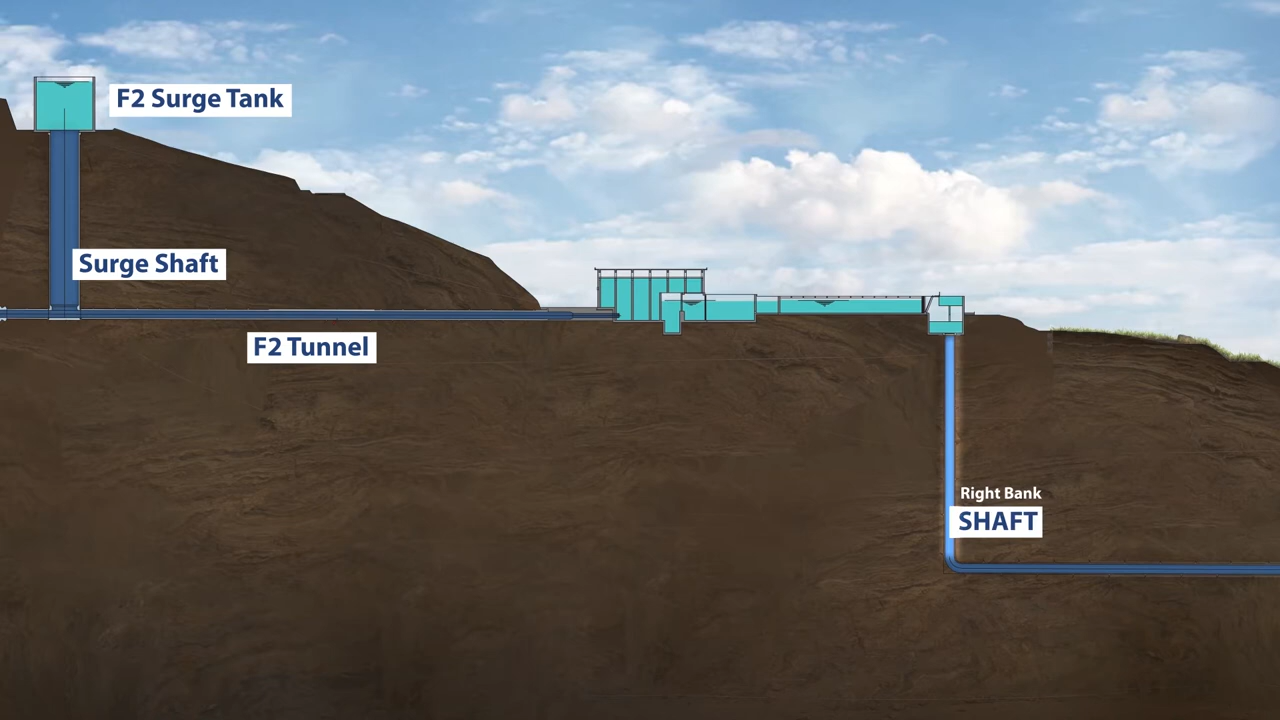 F2 Surge Tank
Surge Shaft
F2 Tunnel
Right Bank
SHAFT